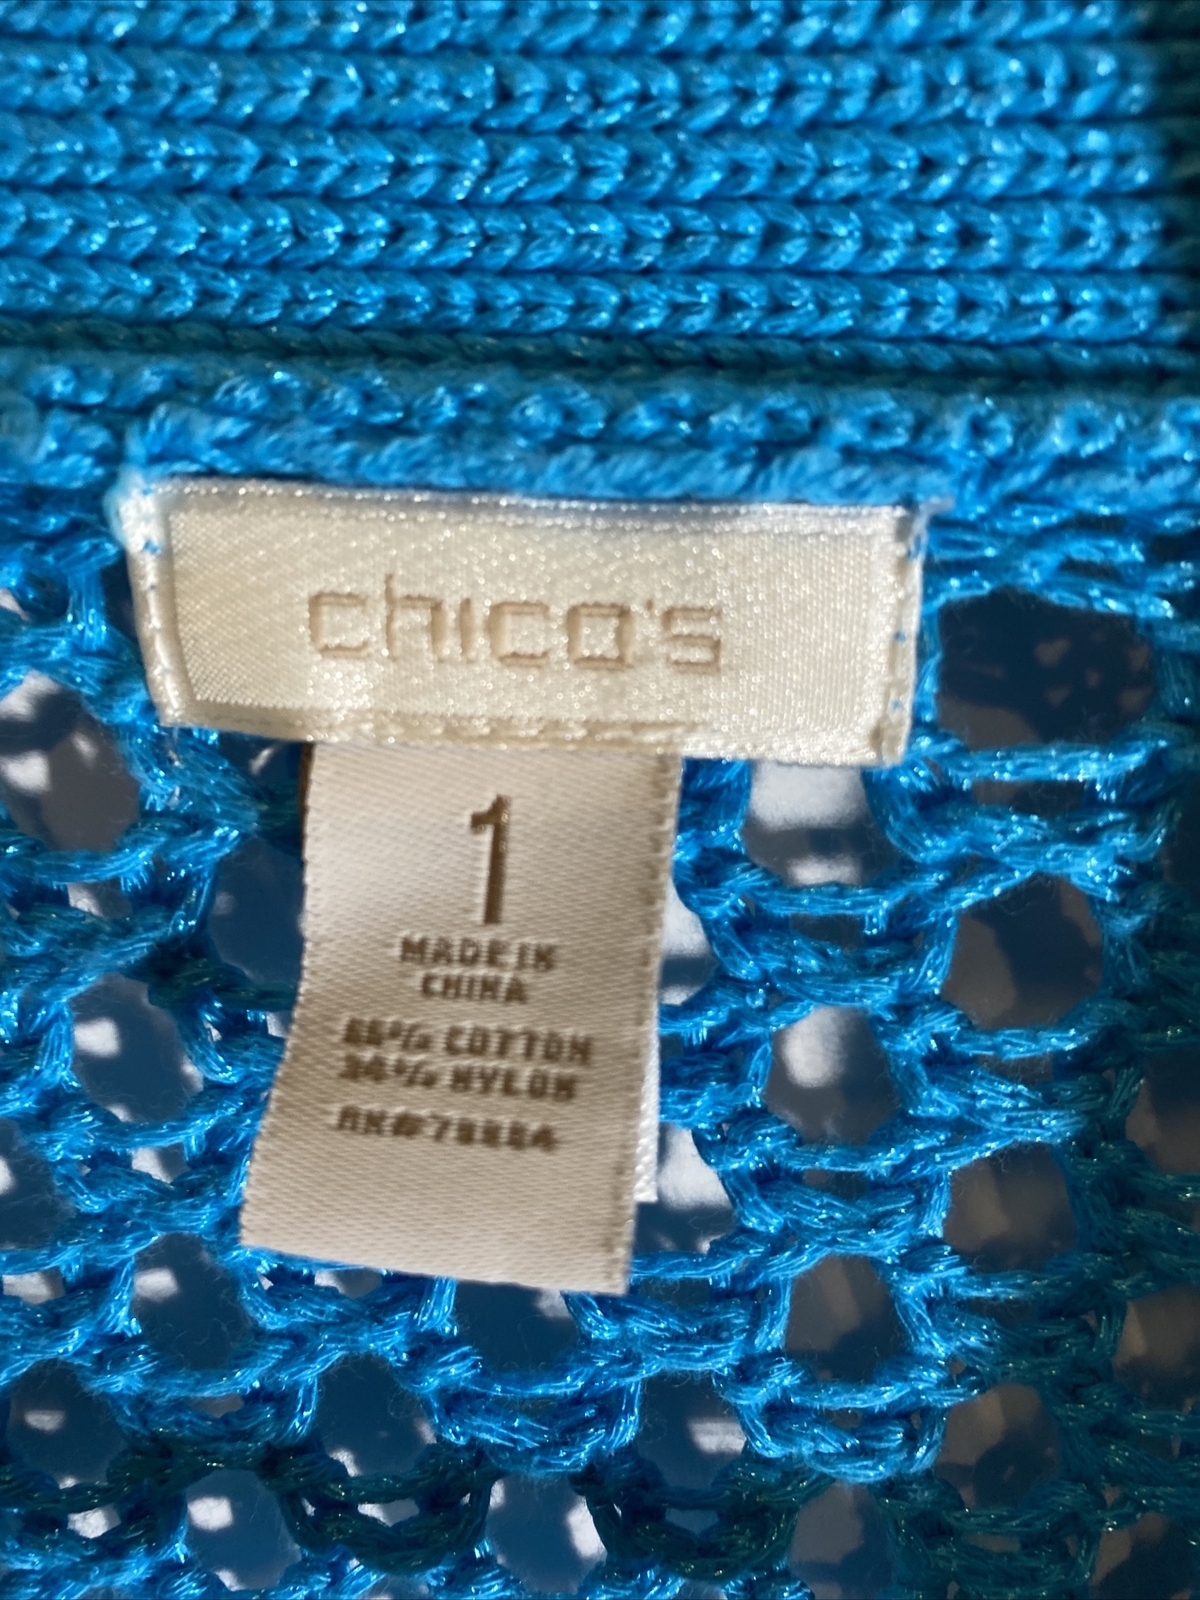 chico's
1
MADE IN
CHINA
66% COTTON
34% NYLON